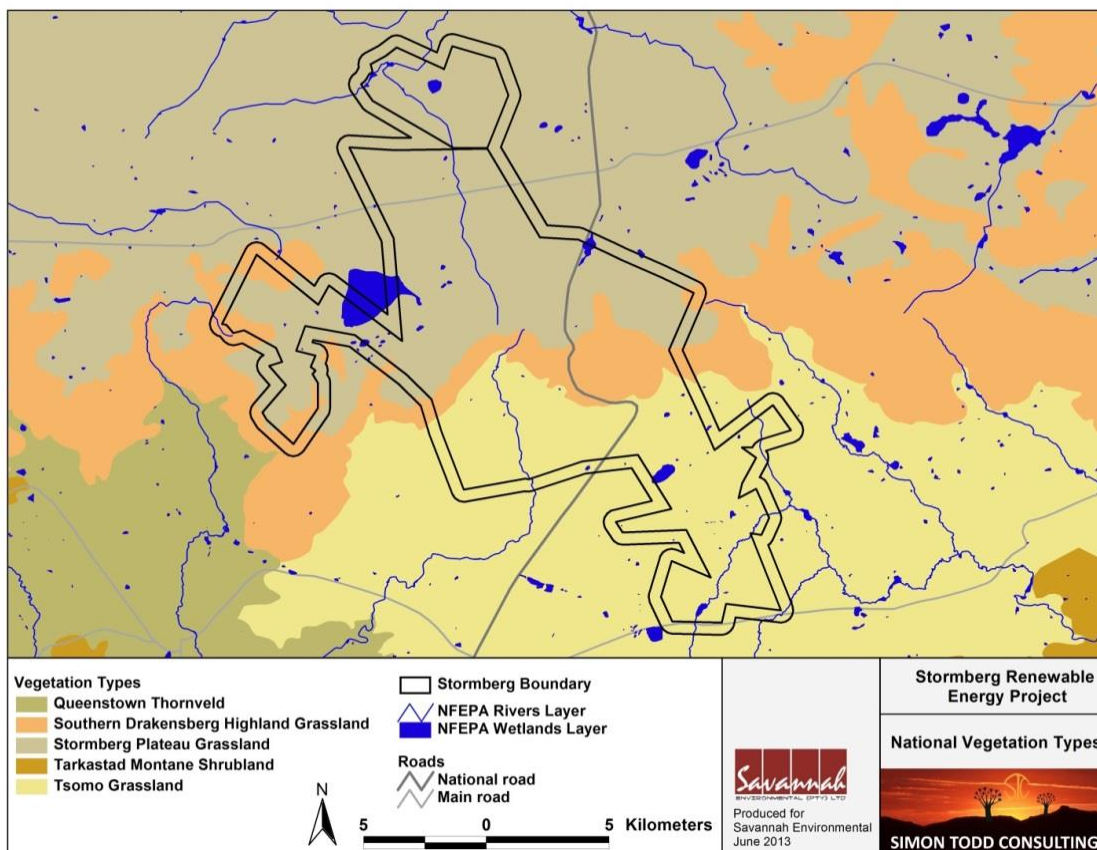 Vegetation Types
Queenstown Thornveld
Southern Drakensberg Highland Grassland
Stormberg Plateau Grassland
Tarkastad Montane Shrubland
Tsomo Grassland
Stormberg Boundary
NFEPA Rivers Layer
NFEPA Wetlands Layer
Roads
National road
Main road
N
5 0 5 Kilometers
Savannah
ENVIRONMENTAL (PTY) LTD
Produced for
Savannah Environmental
June 2013
Stormberg Renewable
Energy Project
National Vegetation Types
SIMON TODD CONSULTING